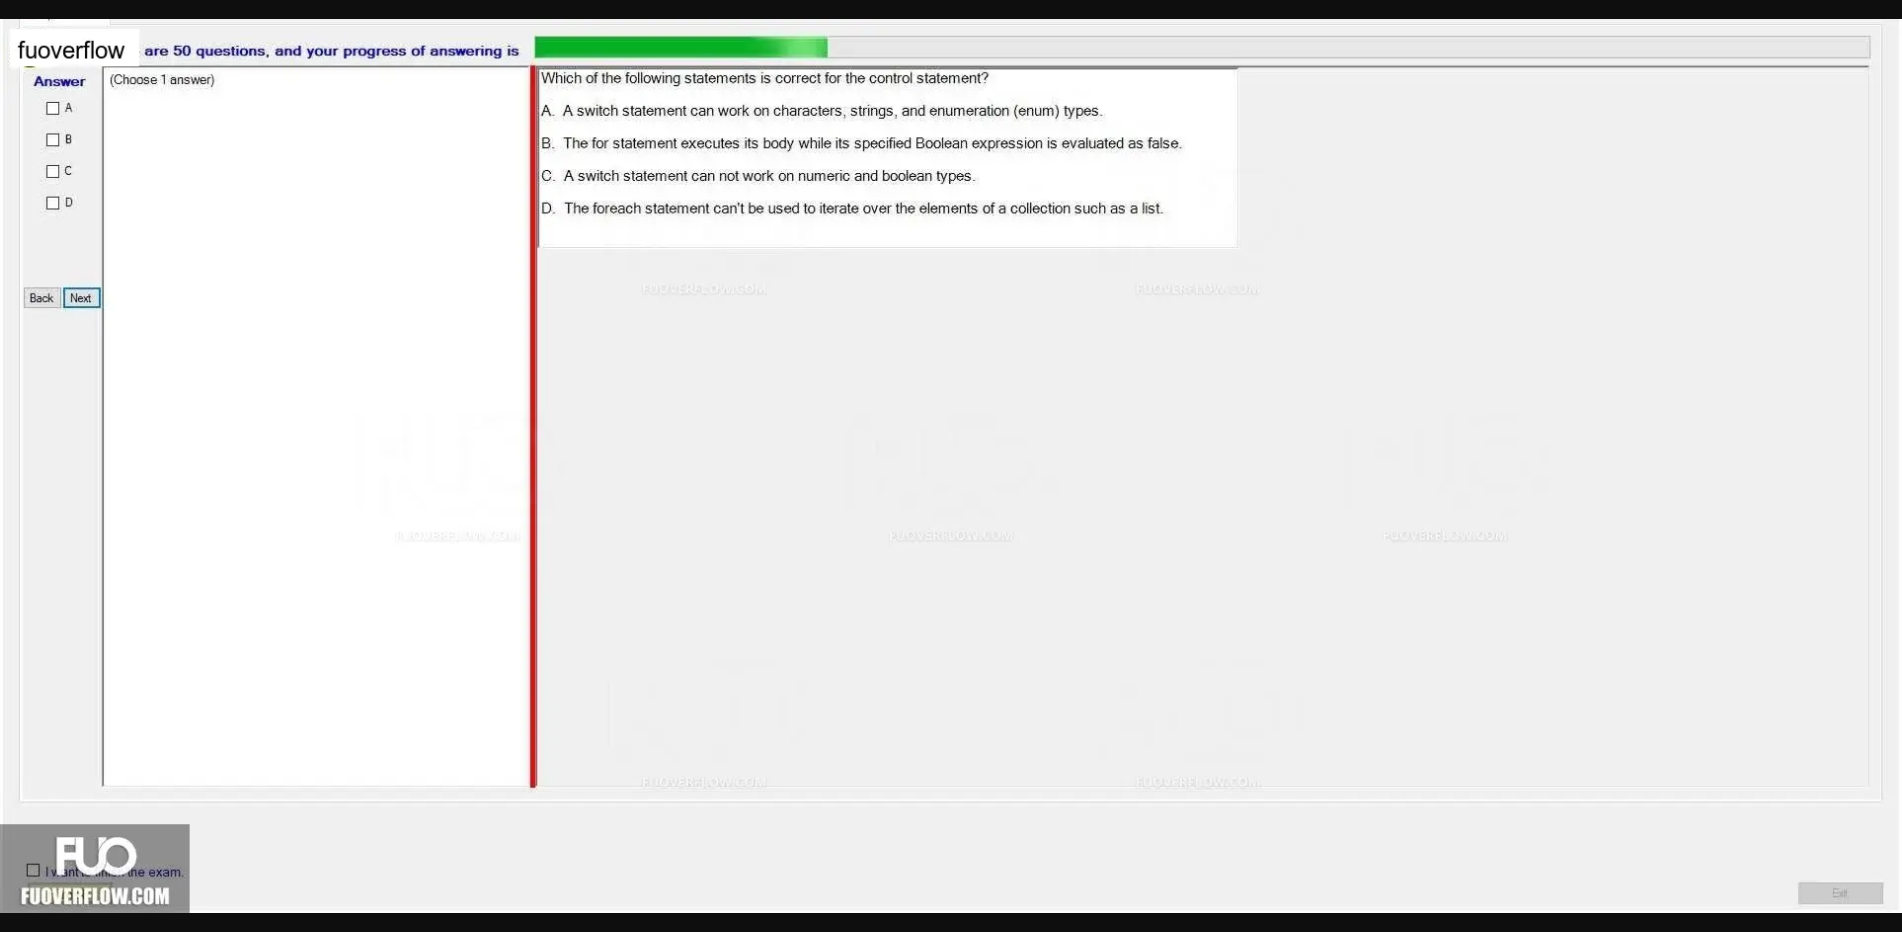 fuoverflow are 50 questions, and your progress of answering is
Answer
(Choose 1 answer)
A
B
C
D
Back Next
Which of the following statements is correct for the control statement?
A. A switch statement can work on characters, strings, and enumeration (enum) types.
B. The for statement executes its body while its specified Boolean expression is evaluated as false.
C. A switch statement can not work on numeric and boolean types.
D. The foreach statement can't be used to iterate over the elements of a collection such as a list.
FUOVERFLOW.COM FUOVERFLOW.COM
FUOVERFLOW.COM FUOVERFLOW.COM FUOVERFLOW.COM
FUOVERFLOW.COM FUOVERFLOW.COM
FUO
I want the exam.
FUOVERFLOW.COM
Exit